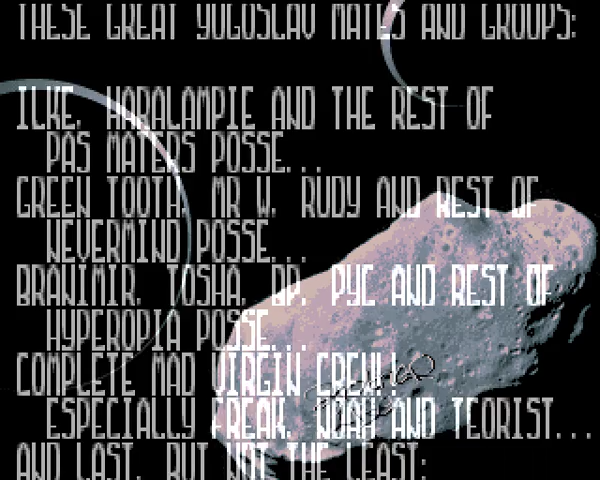 THESE GREAT YUGOSLAV MATES AND GROUPS:
ILKE, HARALAMPIE AND THE REST OF
PAS MATERS POSSE...
GREEN TOOTH, MR W, RUDY AND REST OF
NEVERMIND POSSE...
BRANIMIR, TOSHA, QP, PYC AND REST OF
HYPEROPIA POSSE...
COMPLETE MAD VIRGIN CREW!
ESPECIALLY FREAK, NOAH AND TEORIST...
AND LAST, BUT NOT THE LEAST: